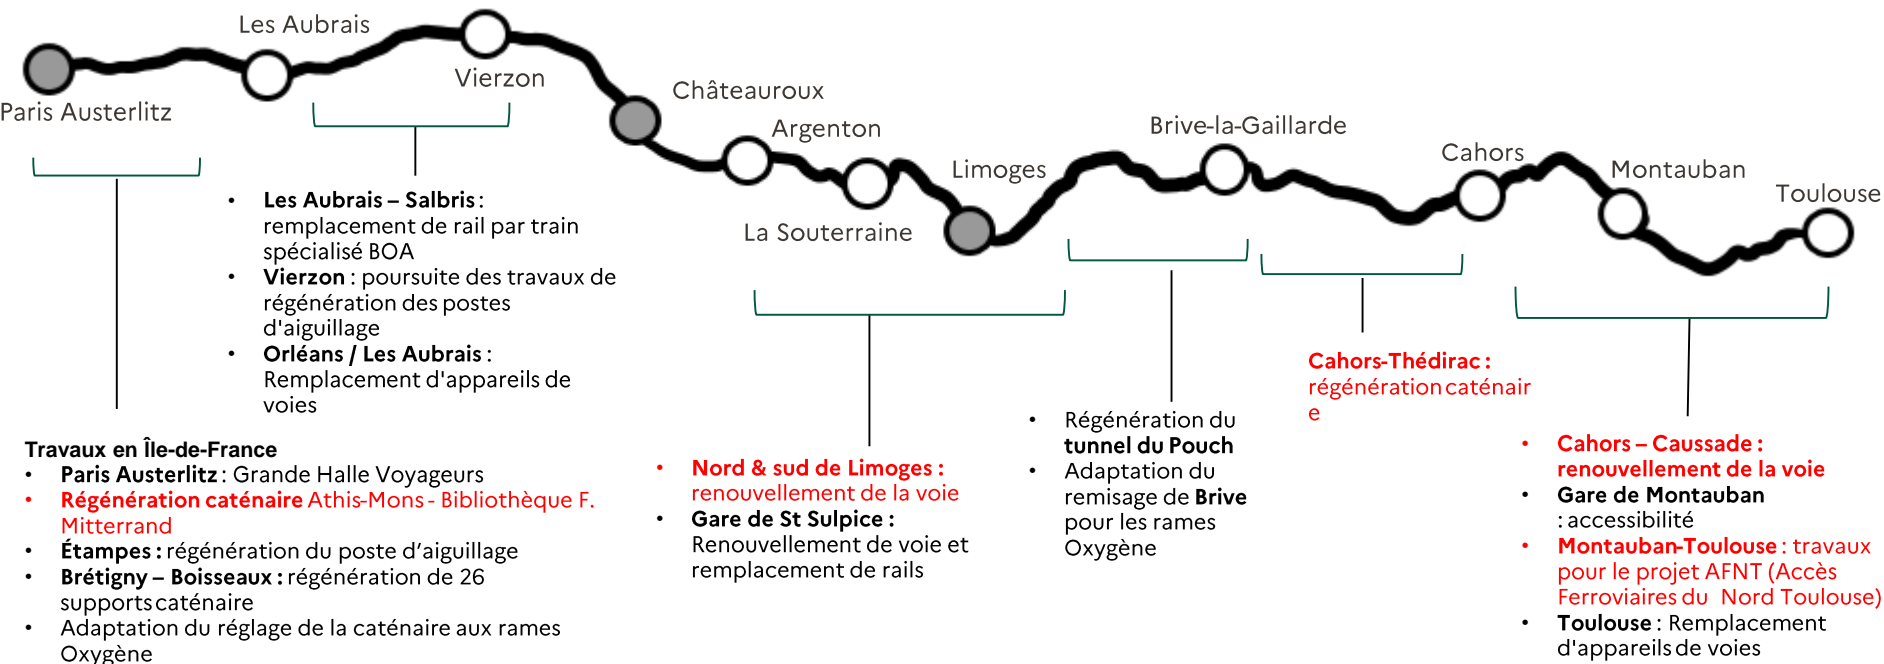 Les Aubrais
Vierzon
Paris Austerlitz
Châteauroux
Argenton
La Souterraine
Limoges
Brive-la-Gaillarde
Cahors
Montauban
Toulouse
• Les Aubrais – Salbris :
remplacement de rail par train
spécialisé BOA
• Vierzon : poursuite des travaux de
régénération des postes
d'aiguillage
• Orléans / Les Aubrais :
Remplacement d'appareils de
voies
Travaux en Île-de-France
• Paris Austerlitz : Grande Halle Voyageurs
• Régénération caténaire Athis-Mons - Bibliothèque F.
Mitterrand
• Étampes : régénération du poste d’aiguillage
• Brétigny – Boisseaux : régénération de 26
supports caténaire
• Adaptation du réglage de la caténaire aux rames
Oxygène
• Nord & sud de Limoges :
renouvellement de la voie
• Gare de St Sulpice :
Renouvellement de voie et
remplacement de rails
• Régénération du
tunnel du Pouch
• Adaptation du
remisage de Brive
pour les rames
Oxygène
Cahors-Thédirac :
régénération caténair
e
• Cahors – Caussade :
renouvellement de la voie
• Gare de Montauban
: accessibilité
• Montauban-Toulouse : travaux
pour le projet AFNT (Accès
Ferroviaires du Nord Toulouse)
• Toulouse : Remplacement
d'appareils de voies